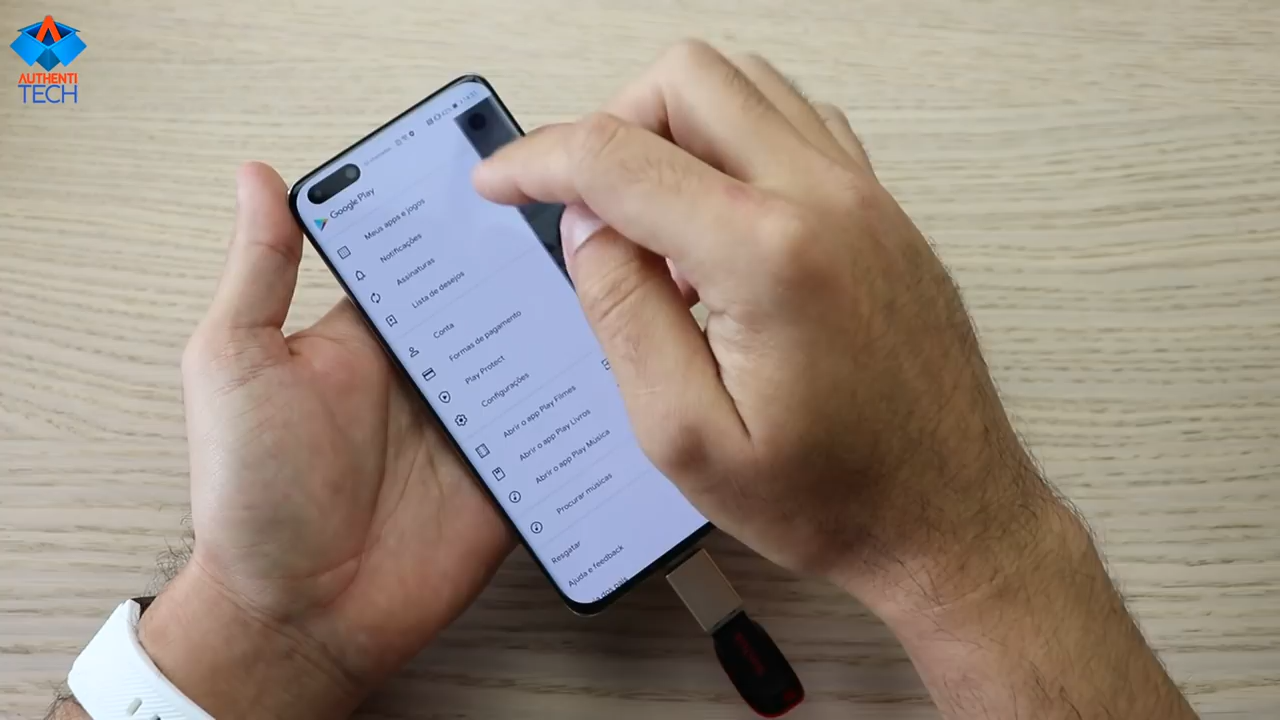 AUTHENTI
TECH
Google Play
Meus apps e jogos
Notificações
Assinaturas
Lista de desejos
Conta
Formas de pagamento
Play Protect
Configurações
Abrir o app Play Filmes
Abrir o app Play Livros
Abrir o app Play Música
Procurar músicas
Resgatar
Ajuda e feedback